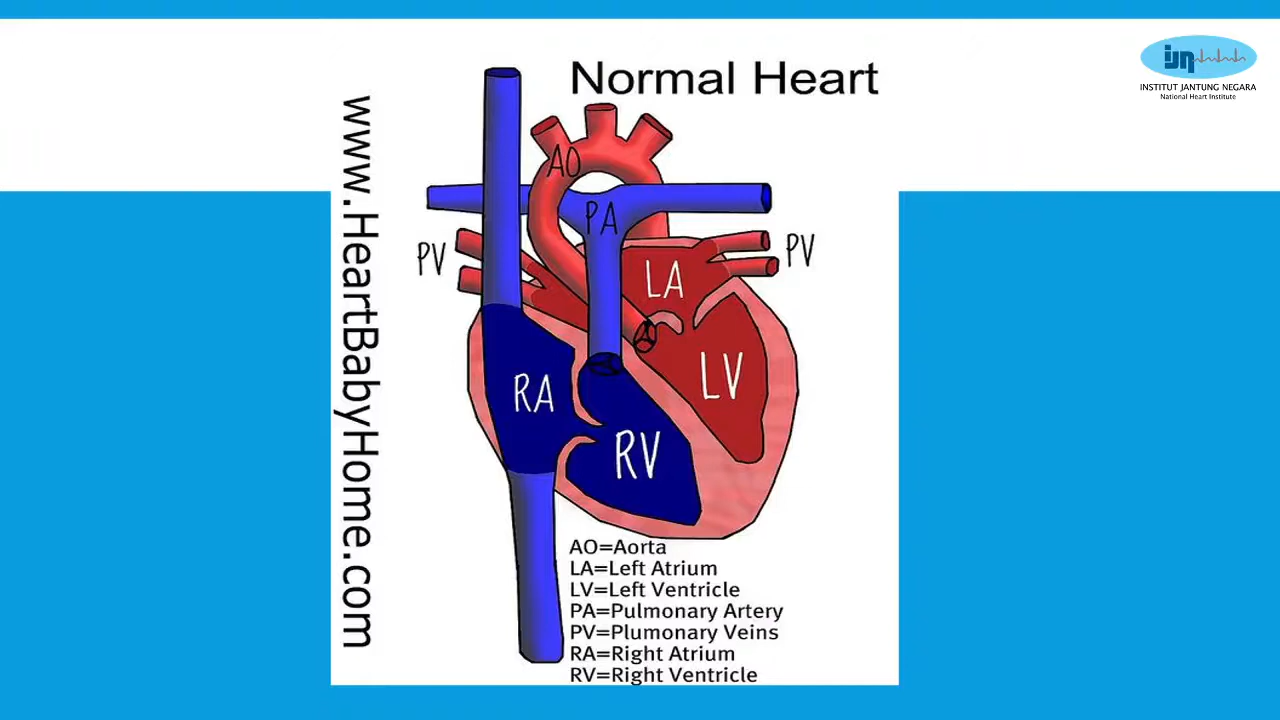 Normal Heart
ijn
INSTITUT JANTUNG NEGARA
National Heart Institute
www.HeartBabyHome.com
AO
PA
PV
PV
LA
LV
RA
RV
AO=Aorta
LA=Left Atrium
LV=Left Ventricle
PA=Pulmonary Artery
PV=Plumonary Veins
RA=Right Atrium
RV=Right Ventricle